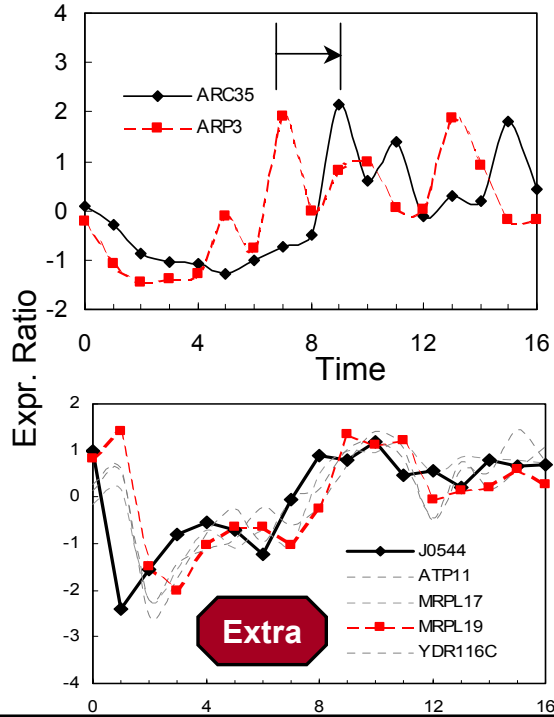 4
3
2
1
0
-1
-2
ARC35
ARP3
0 4 8 12 16
Time
Expr. Ratio
2
1
0
-1
-2
-3
-4
J0544
ATP11
MRPL17
MRPL19
YDR116C
Extra
0 4 8 12 16